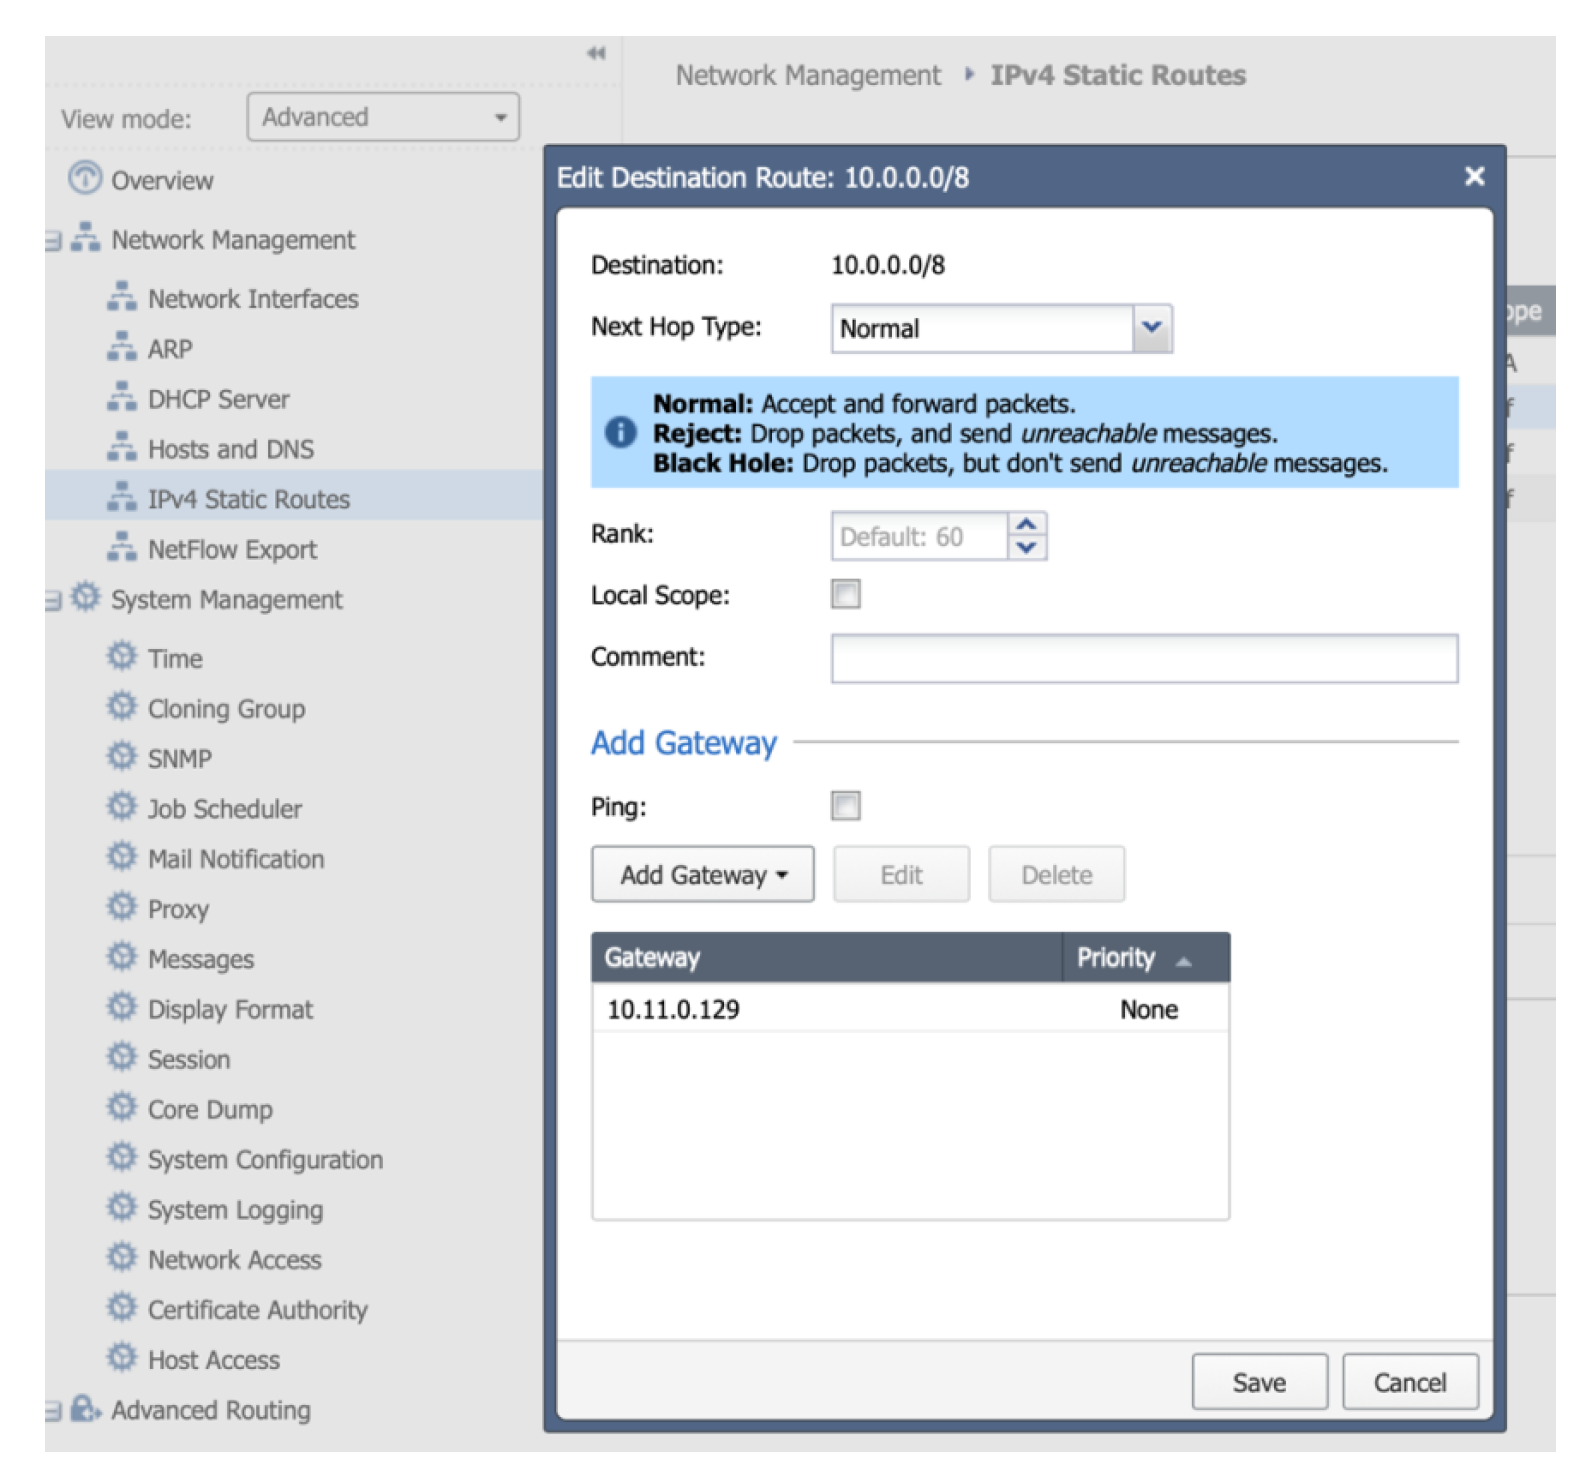 Network Management IPv4 Static Routes
View mode: Advanced
Overview
Network Management
Network Interfaces
ARP
DHCP Server
Hosts and DNS
IPv4 Static Routes
NetFlow Export
System Management
Time
Cloning Group
SNMP
Job Scheduler
Mail Notification
Proxy
Messages
Display Format
Session
Core Dump
System Configuration
System Logging
Network Access
Certificate Authority
Host Access
Advanced Routing
Edit Destination Route: 10.0.0.0/8
Destination: 10.0.0.0/8
Next Hop Type: Normal
Normal: Accept and forward packets.
Reject: Drop packets, and send unreachable messages.
Black Hole: Drop packets, but don't send unreachable messages.
Rank: Default: 60
Local Scope:
Comment:
Add Gateway
Ping:
Add Gateway Edit Delete
Gateway Priority
10.11.0.129 None
Save Cancel